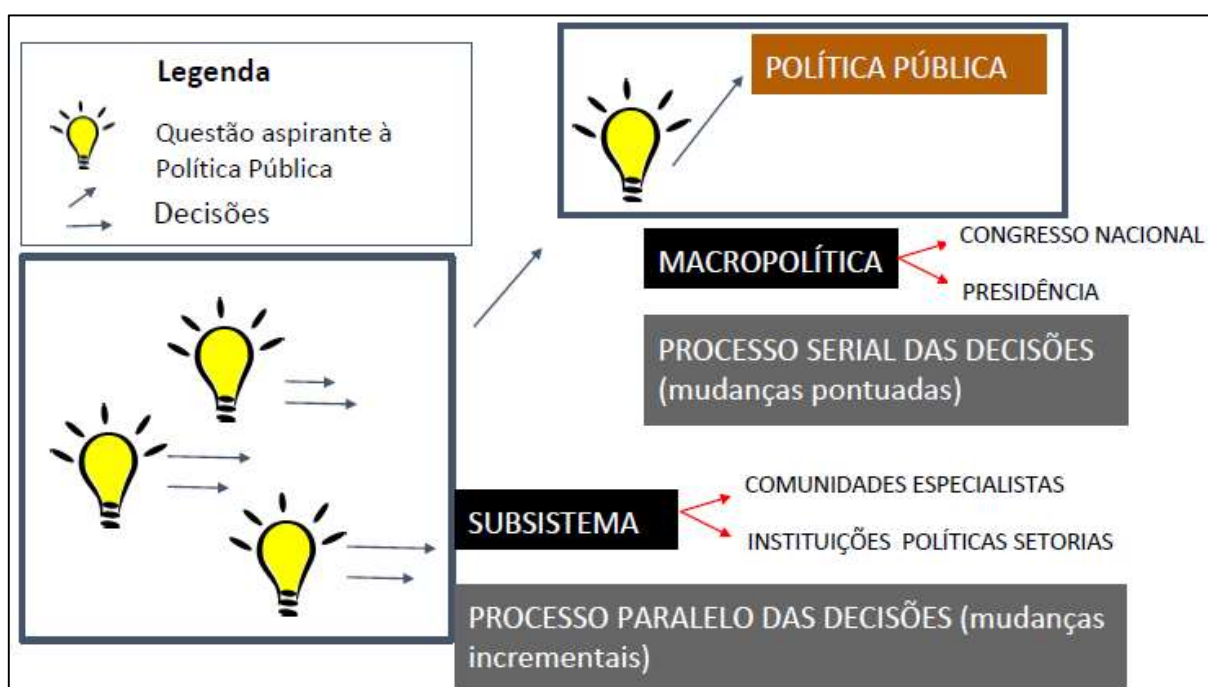 Legenda
Questão aspirante à
Política Pública
Decisões
POLÍTICA PÚBLICA
MACROPOLÍTICA
CONGRESSO NACIONAL
PRESIDÊNCIA
PROCESSO SERIAL DAS DECISÕES
(mudanças pontuadas)
SUBSISTEMA
COMUNIDADES ESPECIALISTAS
INSTITUIÇÕES POLÍTICAS SETORIAS
PROCESSO PARALELO DAS DECISÕES (mudanças
incrementais)